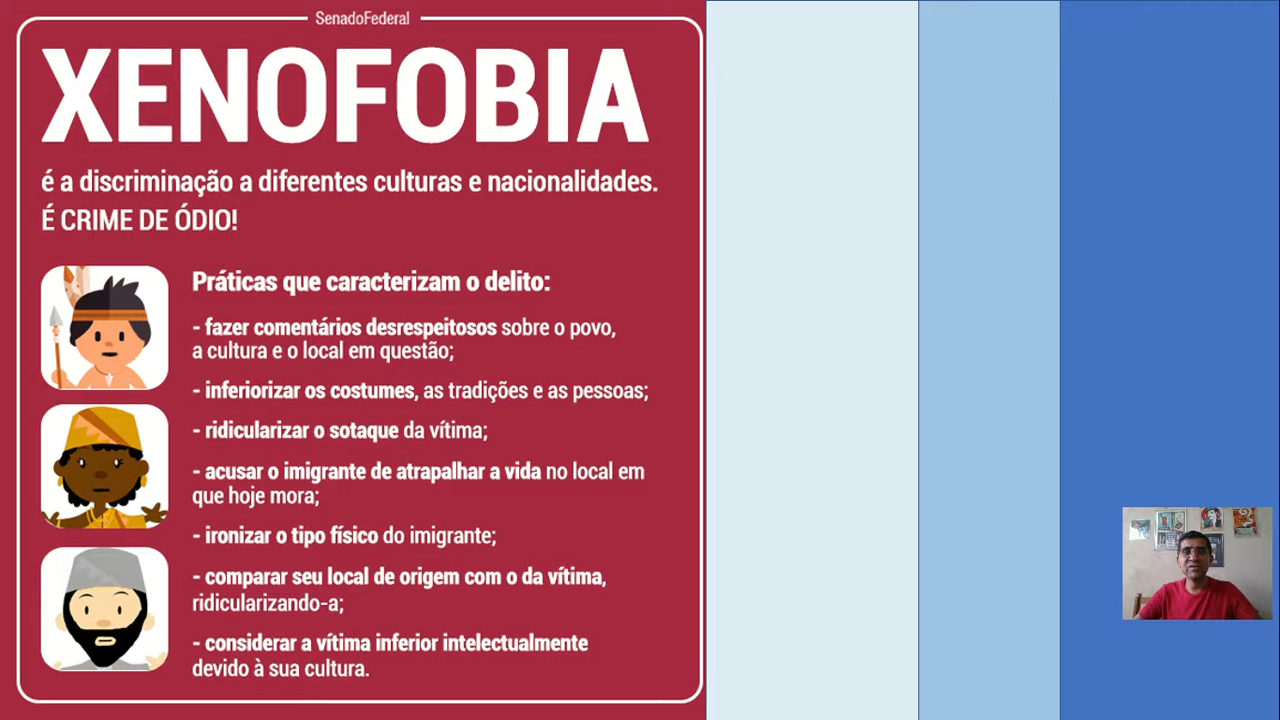 SenadoFederal
XENOFOBIA
é a discriminação a diferentes culturas e nacionalidades.
É CRIME DE ÓDIO!
Práticas que caracterizam o delito:
- fazer comentários desrespeitosos sobre o povo,
a cultura e o local em questão;
- inferiorizar os costumes, as tradições e as pessoas;
- ridicularizar o sotaque da vítima;
- acusar o imigrante de atrapalhar a vida no local em
que hoje mora;
- ironizar o tipo físico do imigrante;
- comparar seu local de origem com o da vítima,
ridicularizando-a;
- considerar a vítima inferior intelectualmente
devido à sua cultura.